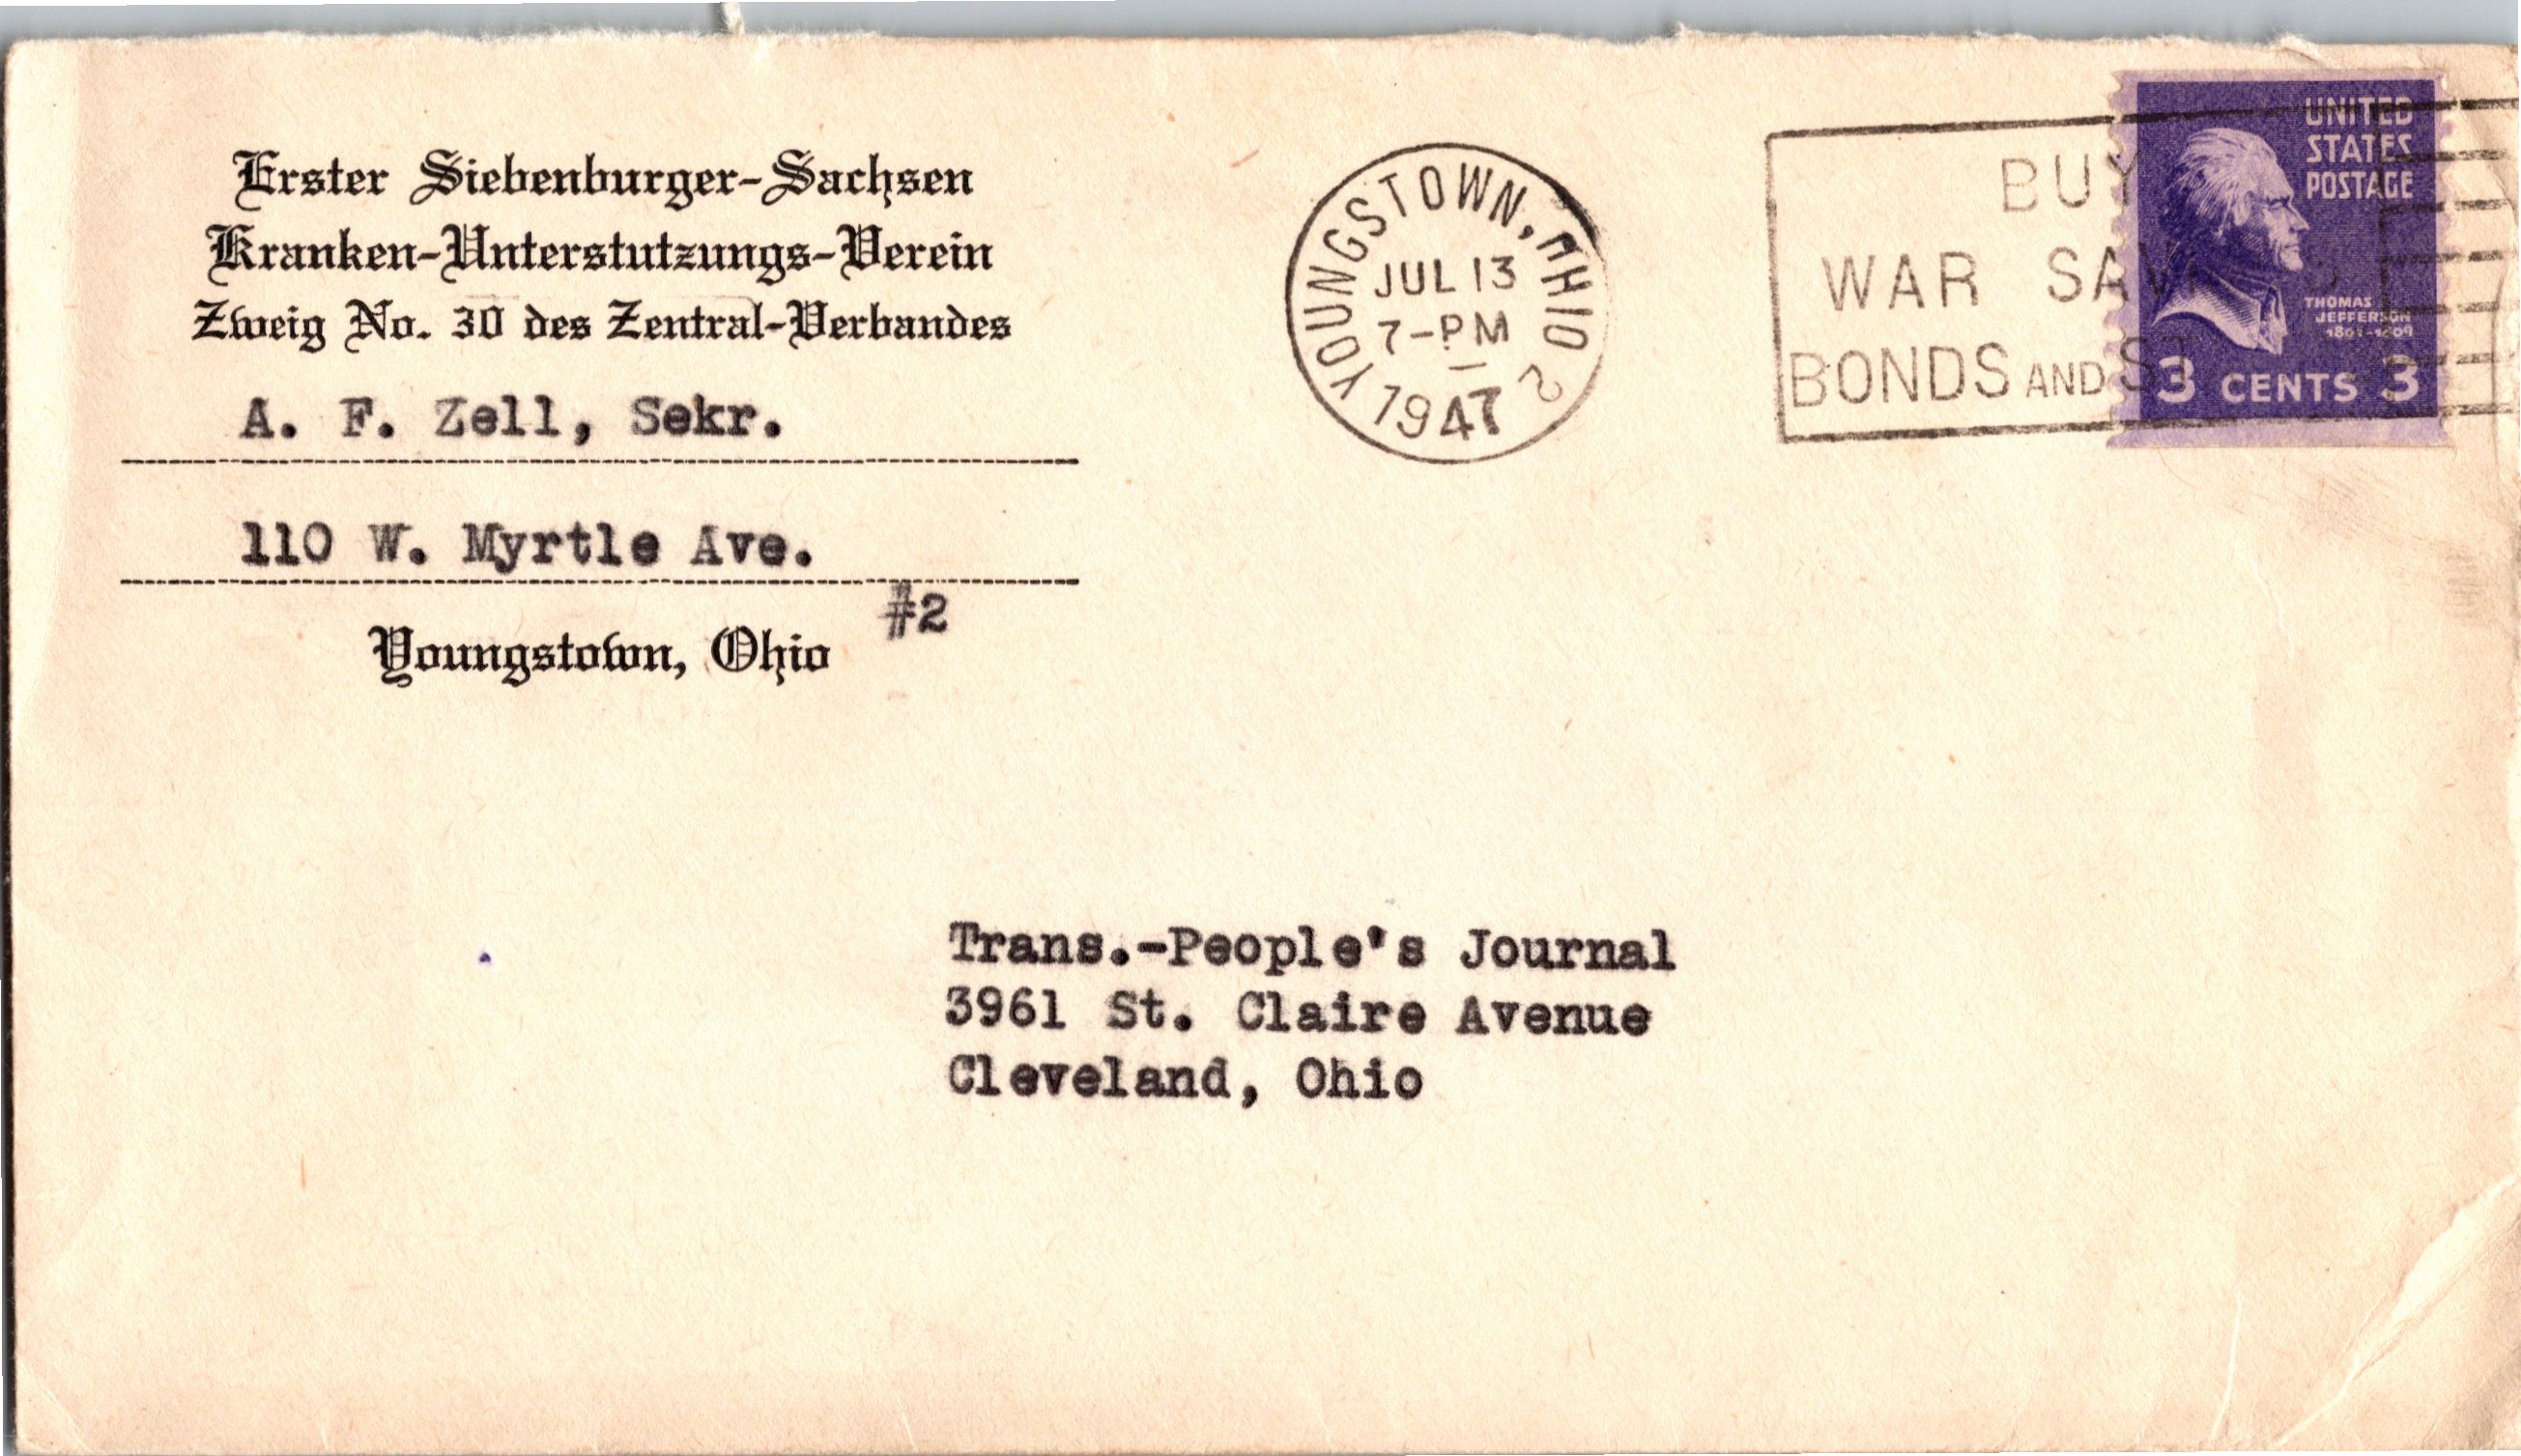 Erster Siebenburger-Sachsen
Kranken-Unterstutzungs-Verein
Zweig No. 30 des Zentral-Verbandes
A. F. Zell, Sekr.
110 W. Myrtle Ave.
#2
Youngstown, Ohio
YOUNGSTOWN, OHIO 2
JUL 13
7-PM
1947
BUY
WAR
BONDS AND
UNITED
STATES
POSTAGE
THOMAS
JEFFERSON
3 CENTS 3
Trans.-People's Journal
3961 St. Claire Avenue
Cleveland, Ohio